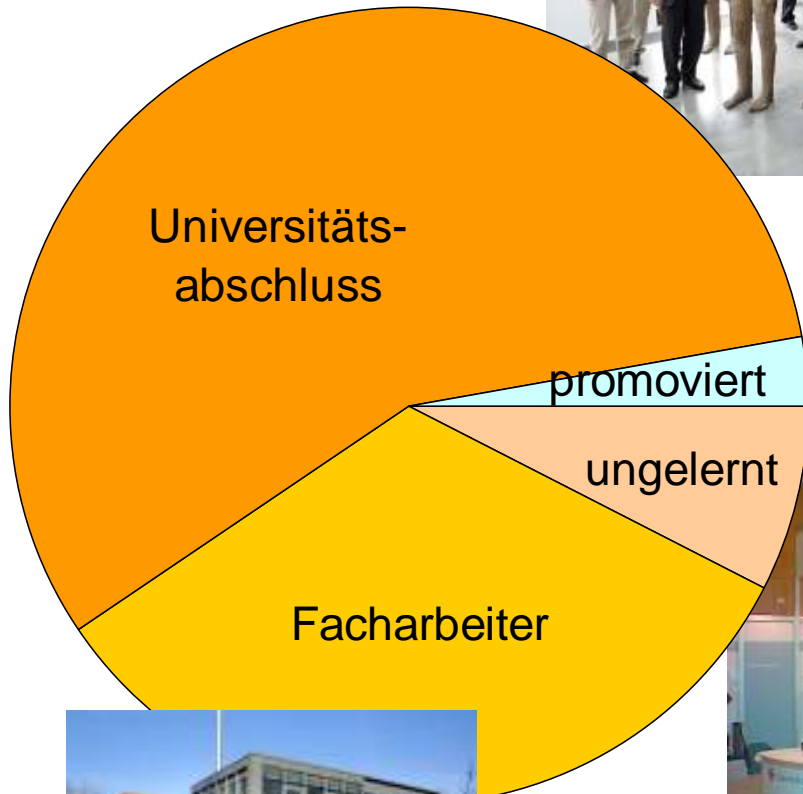 Universitäts-
abschluss
promoviert
ungelernt
Facharbeiter